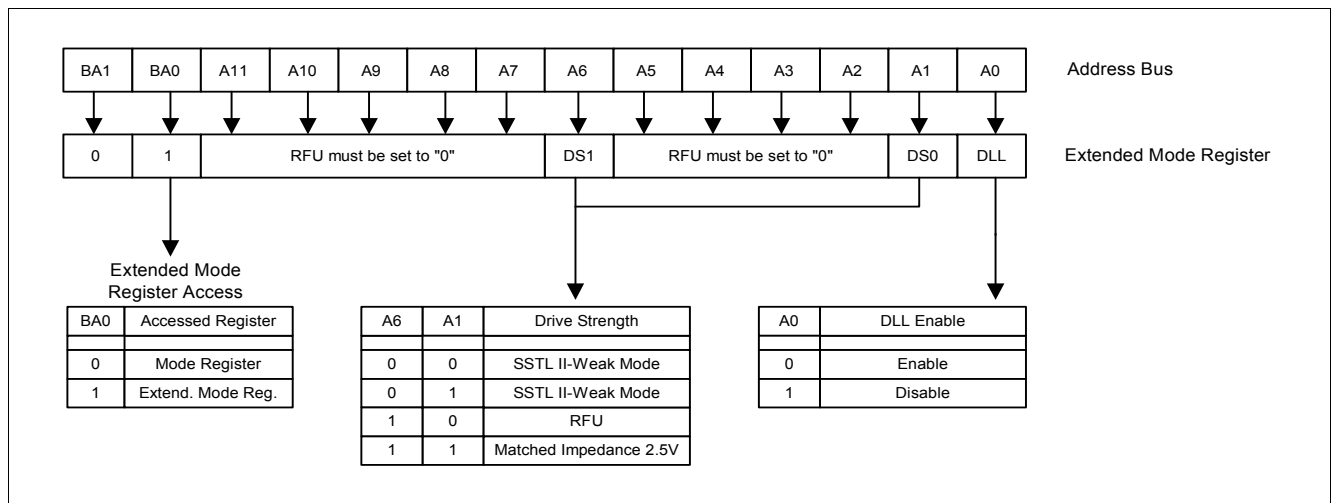 BA1 BA0 A11 A10 A9 A8 A7 A6 A5 A4 A3 A2 A1 A0 Address Bus
0 1 RFU must be set to "0" DS1 RFU must be set to "0" DS0 DLL Extended Mode Register
Extended Mode
Register Access
BA0 Accessed Register
0 Mode Register
1 Extend. Mode Reg.
A6 A1 Drive Strength
0 0 SSTL II-Weak Mode
0 1 SSTL II-Weak Mode
1 0 RFU
1 1 Matched Impedance 2.5V
A0 DLL Enable
0 Enable
1 Disable